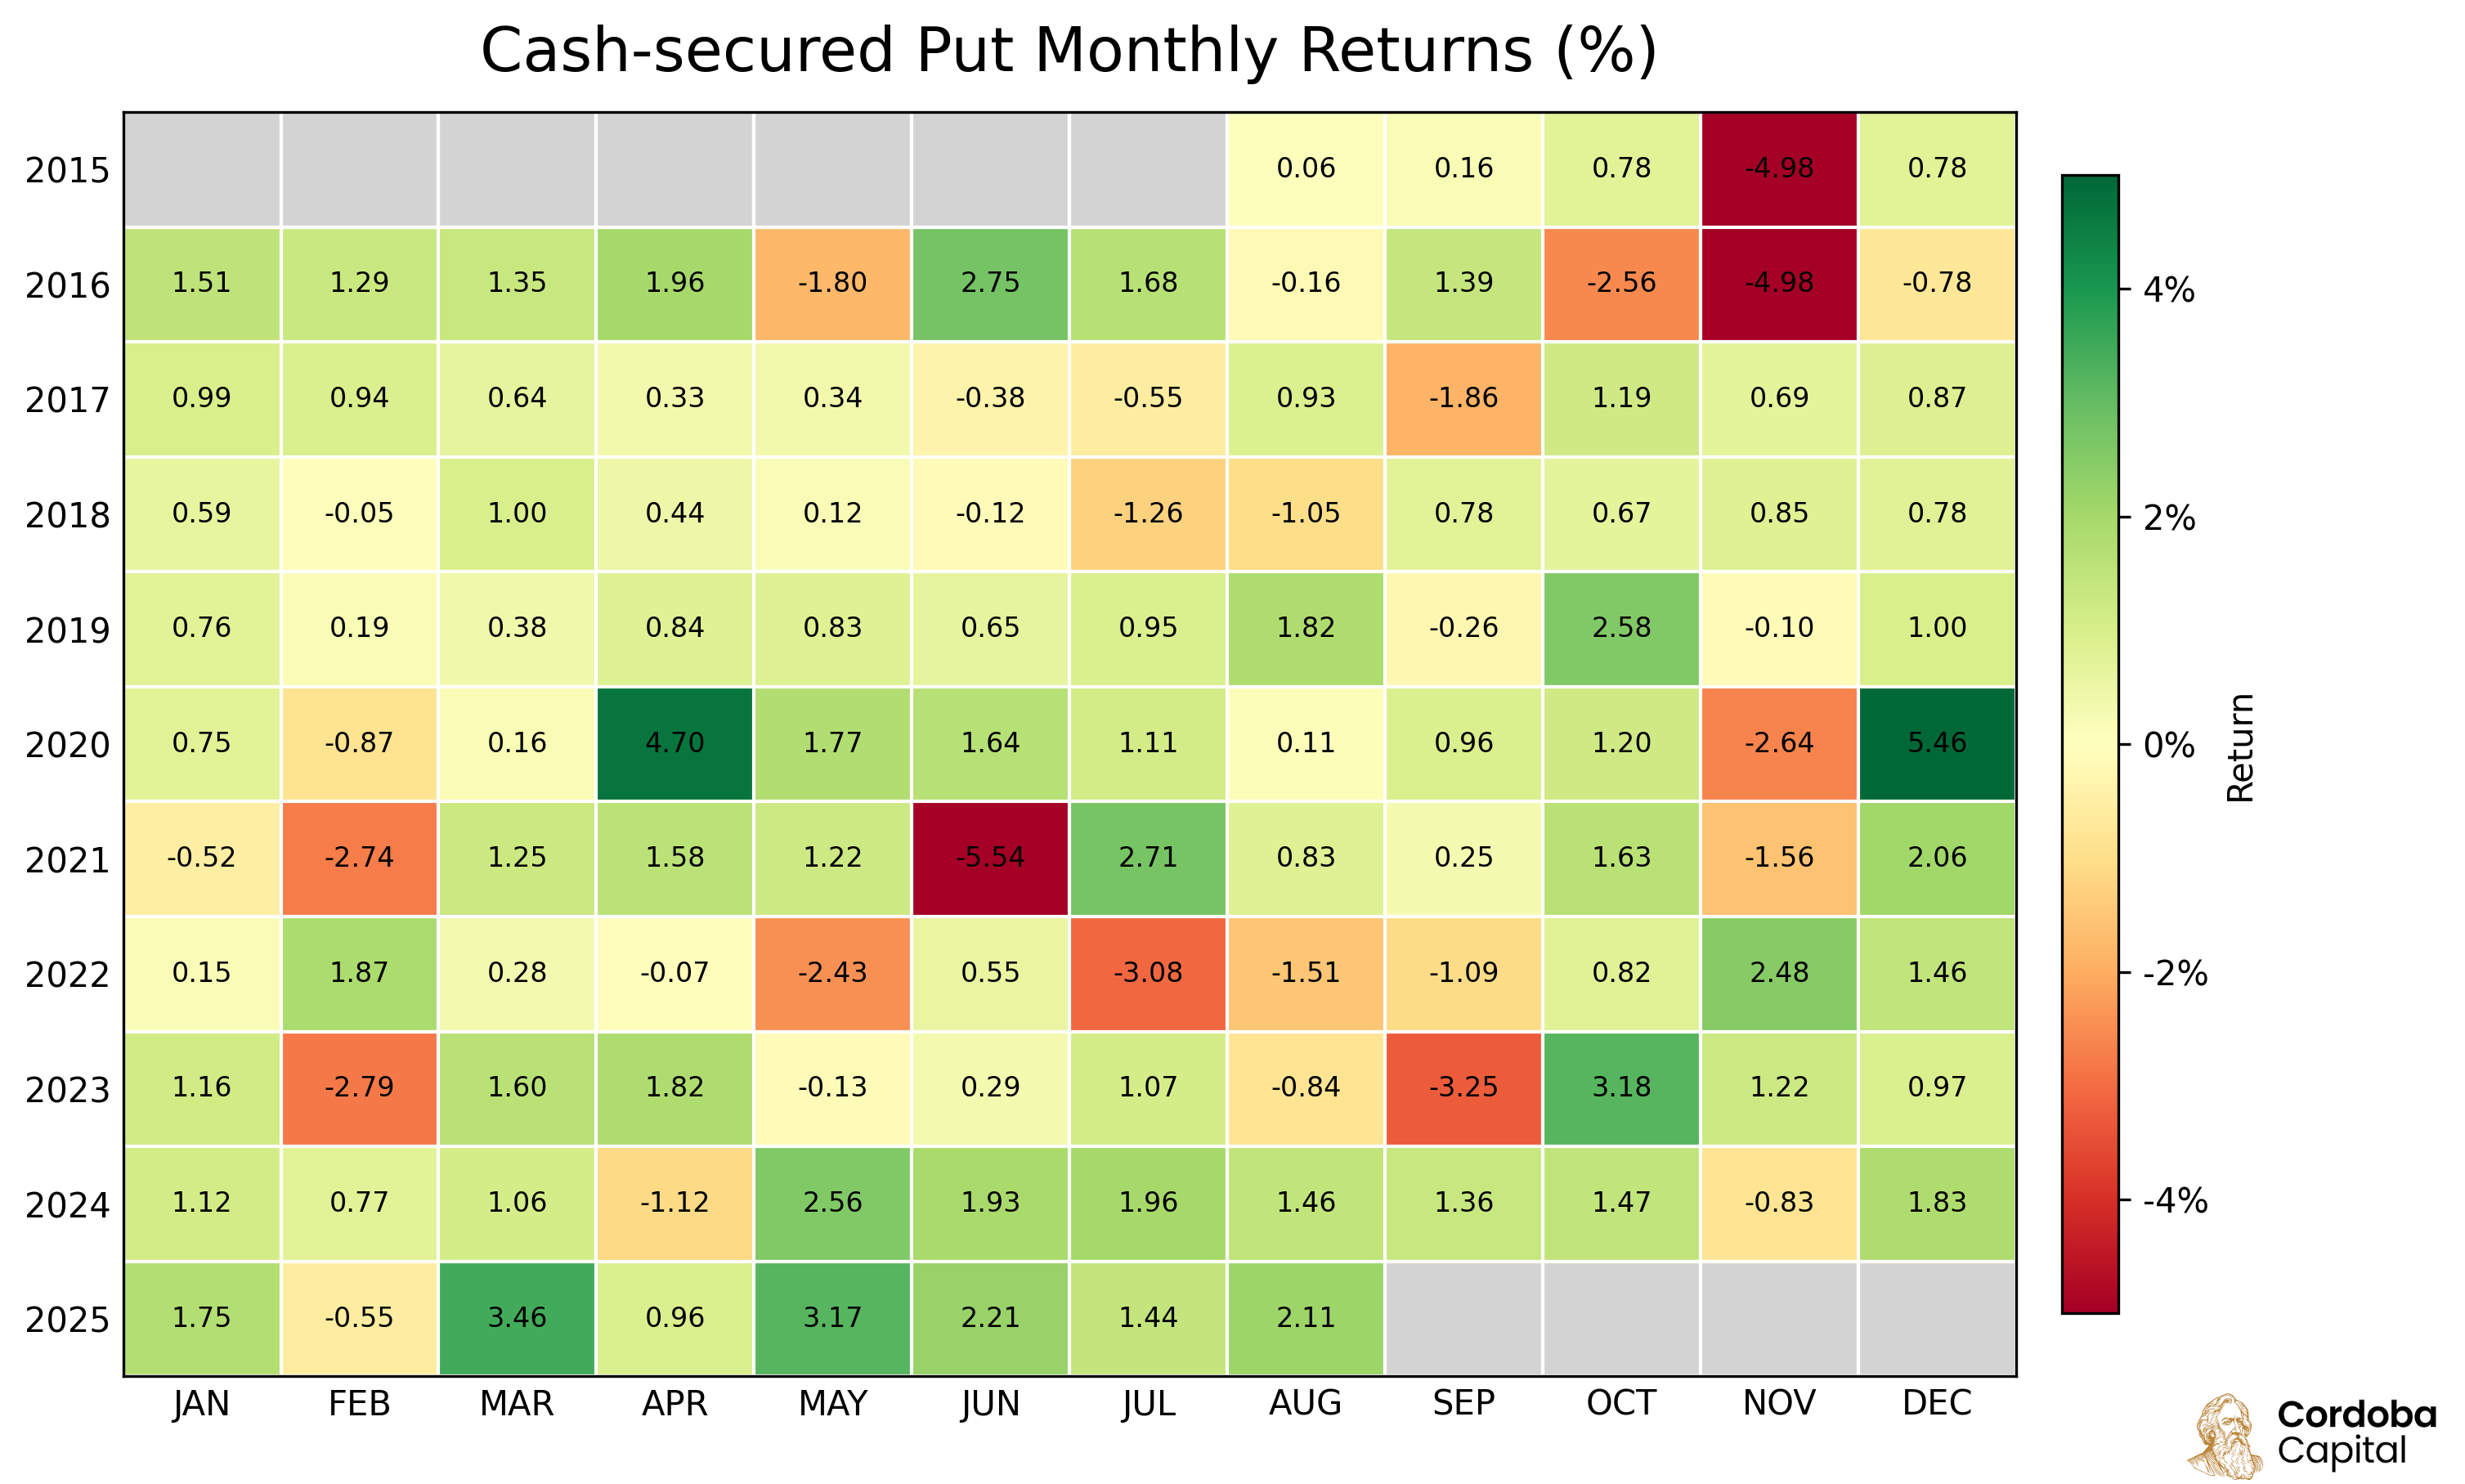 Cash-secured Put Monthly Returns (%)
2015 0.06 0.16 0.78 -4.98 0.78
2016 1.51 1.29 1.35 1.96 -1.80 2.75 1.68 -0.16 1.39 -2.56 -4.98 -0.78
2017 0.99 0.94 0.64 0.33 0.34 -0.38 -0.55 0.93 -1.86 1.19 0.69 0.87
2018 0.59 -0.05 1.00 0.44 0.12 -0.12 -1.26 -1.05 0.78 0.67 0.85 0.78
2019 0.76 0.19 0.38 0.84 0.83 0.65 0.95 1.82 -0.26 2.58 -0.10 1.00
2020 0.75 -0.87 0.16 4.70 1.77 1.64 1.11 0.11 0.96 1.20 -2.64 5.46
2021 -0.52 -2.74 1.25 1.58 1.22 -5.54 2.71 0.83 0.25 1.63 -1.56 2.06
2022 0.15 1.87 0.28 -0.07 -2.43 0.55 -3.08 -1.51 -1.09 0.82 2.48 1.46
2023 1.16 -2.79 1.60 1.82 -0.13 0.29 1.07 -0.84 -3.25 3.18 1.22 0.97
2024 1.12 0.77 1.06 -1.12 2.56 1.93 1.96 1.46 1.36 1.47 -0.83 1.83
2025 1.75 -0.55 3.46 0.96 3.17 2.21 1.44 2.11
JAN FEB MAR APR MAY JUN JUL AUG SEP OCT NOV DEC
4%
2%
0%
-2%
-4%
Return
Cordoba
Capital